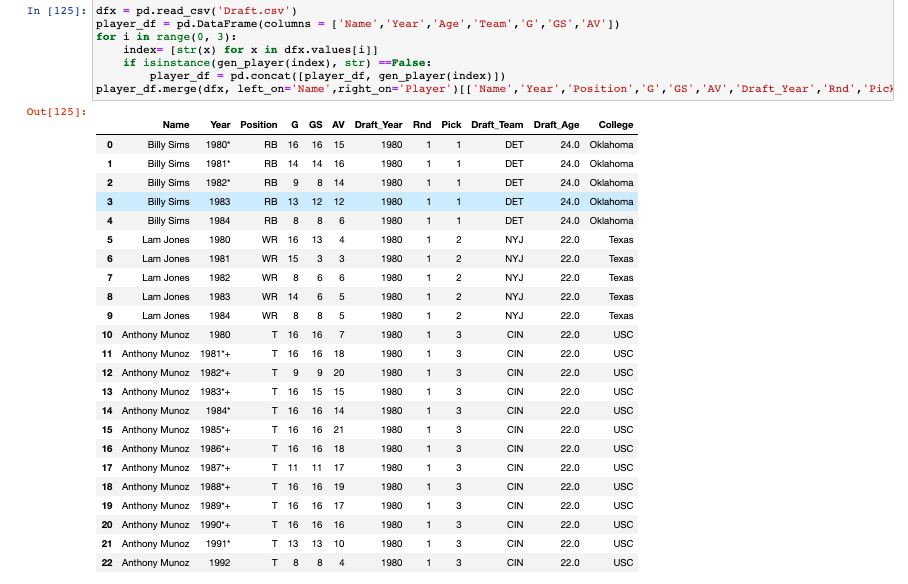 In [125]: dfx = pd.read_csv('Draft.csv')
player_df = pd.DataFrame(columns = ['Name','Year','Age','Team','G','GS','AV'])
for i in range(0, 3):
    index= [str(x) for x in dfx.values[i]]
    if isinstance(gen_player(index), str) ==False:
        player_df = pd.concat([player_df, gen_player(index)])
player_df.merge(dfx, left_on='Name',right_on='Player')[['Name','Year','Position','G','GS','AV','Draft_Year','Rnd','Pick
Out[125]:
Name Year Position G GS AV Draft_Year Rnd Pick Draft_Team Draft_Age College
0 Billy Sims 1980* RB 16 16 15 1980 1 1 DET 24.0 Oklahoma
1 Billy Sims 1981* RB 14 14 16 1980 1 1 DET 24.0 Oklahoma
2 Billy Sims 1982* RB 9 8 14 1980 1 1 DET 24.0 Oklahoma
3 Billy Sims 1983 RB 13 12 12 1980 1 1 DET 24.0 Oklahoma
4 Billy Sims 1984 RB 8 8 6 1980 1 1 DET 24.0 Oklahoma
5 Lam Jones 1980 WR 16 13 4 1980 1 2 NYJ 22.0 Texas
6 Lam Jones 1981 WR 15 3 3 1980 1 2 NYJ 22.0 Texas
7 Lam Jones 1982 WR 8 6 6 1980 1 2 NYJ 22.0 Texas
8 Lam Jones 1983 WR 14 6 5 1980 1 2 NYJ 22.0 Texas
9 Lam Jones 1984 WR 8 8 5 1980 1 2 NYJ 22.0 Texas
10 Anthony Munoz 1980 T 16 16 7 1980 1 3 CIN 22.0 USC
11 Anthony Munoz 1981*+ T 16 16 18 1980 1 3 CIN 22.0 USC
12 Anthony Munoz 1982*+ T 9 9 20 1980 1 3 CIN 22.0 USC
13 Anthony Munoz 1983*+ T 16 15 15 1980 1 3 CIN 22.0 USC
14 Anthony Munoz 1984* T 16 16 14 1980 1 3 CIN 22.0 USC
15 Anthony Munoz 1985*+ T 16 16 21 1980 1 3 CIN 22.0 USC
16 Anthony Munoz 1986*+ T 16 16 18 1980 1 3 CIN 22.0 USC
17 Anthony Munoz 1987*+ T 11 11 17 1980 1 3 CIN 22.0 USC
18 Anthony Munoz 1988*+ T 16 16 19 1980 1 3 CIN 22.0 USC
19 Anthony Munoz 1989*+ T 16 16 17 1980 1 3 CIN 22.0 USC
20 Anthony Munoz 1990*+ T 16 16 16 1980 1 3 CIN 22.0 USC
21 Anthony Munoz 1991* T 13 13 10 1980 1 3 CIN 22.0 USC
22 Anthony Munoz 1992 T 8 8 4 1980 1 3 CIN 22.0 USC